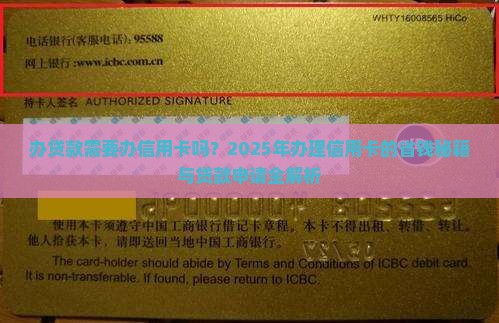 WHTY16008565 HiCo
电话银行(客服电话):95588
网上银行:www.icbc.com.cn
持卡人签名 AUTHORIZED SIGNATURE
办贷款需要办信用卡吗?2025年办理信用卡的省钱秘籍
与贷款申请全解析
使用本卡须遵守中国工商银行借记卡章程。本卡不得出租、转借、转让。
他人拾获本卡,请即送回当地中国工商银行。
The card-holder should abide by Terms and Conditions of ICBC debit card.
It is non-transferable. If found, please return to ICBC.